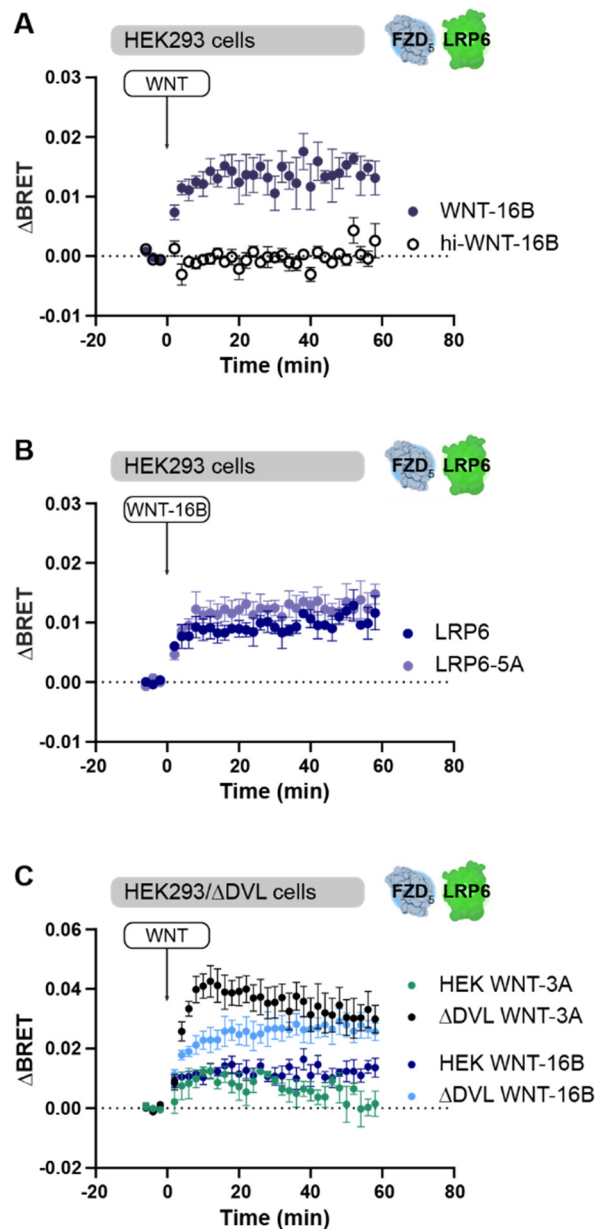 A
HEK293 cells
FZD5 LRP6
WNT
0.03
0.02
0.01
0.00
-0.01
ΔBRET
-20 0 20 40 60 80
Time (min)
WNT-16B
hi-WNT-16B
B
HEK293 cells
FZD5 LRP6
WNT-16B
0.03
0.02
0.01
0.00
-0.01
ΔBRET
-20 0 20 40 60 80
Time (min)
LRP6
LRP6-5A
C
HEK293/ΔDVL cells
FZD5 LRP6
WNT
0.06
0.04
0.02
0.00
-0.02
ΔBRET
-20 0 20 40 60 80
Time (min)
HEK WNT-3A
ΔDVL WNT-3A
HEK WNT-16B
ΔDVL WNT-16B